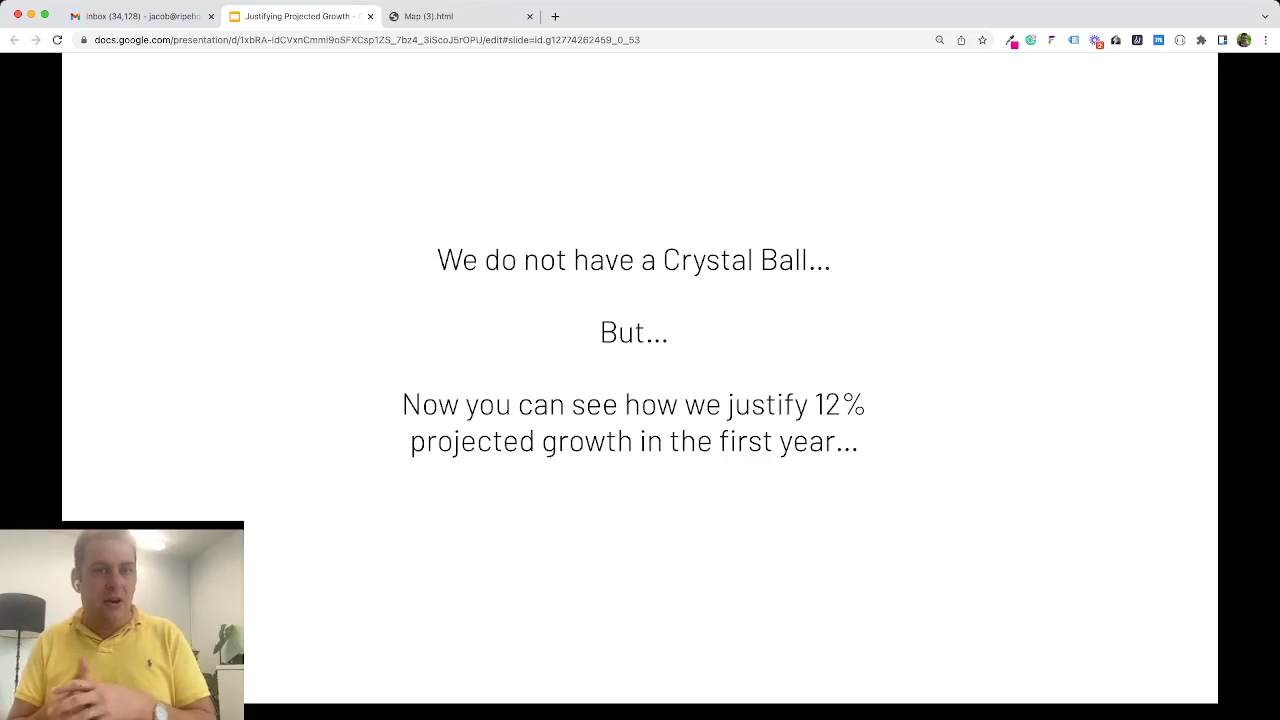 Inbox (34,128) - jacob@ripeho
Justifying Projected Growth - G
Map (3).html
docs.google.com/presentation/d/1xbRA-IdCVxnCmmi9oSFXCsp1ZS_7bz4_3iScoJ5rOPU/edit#slide=id.g12774262459_0_53
We do not have a Crystal Ball...
But...
Now you can see how we justify 12%
projected growth in the first year...